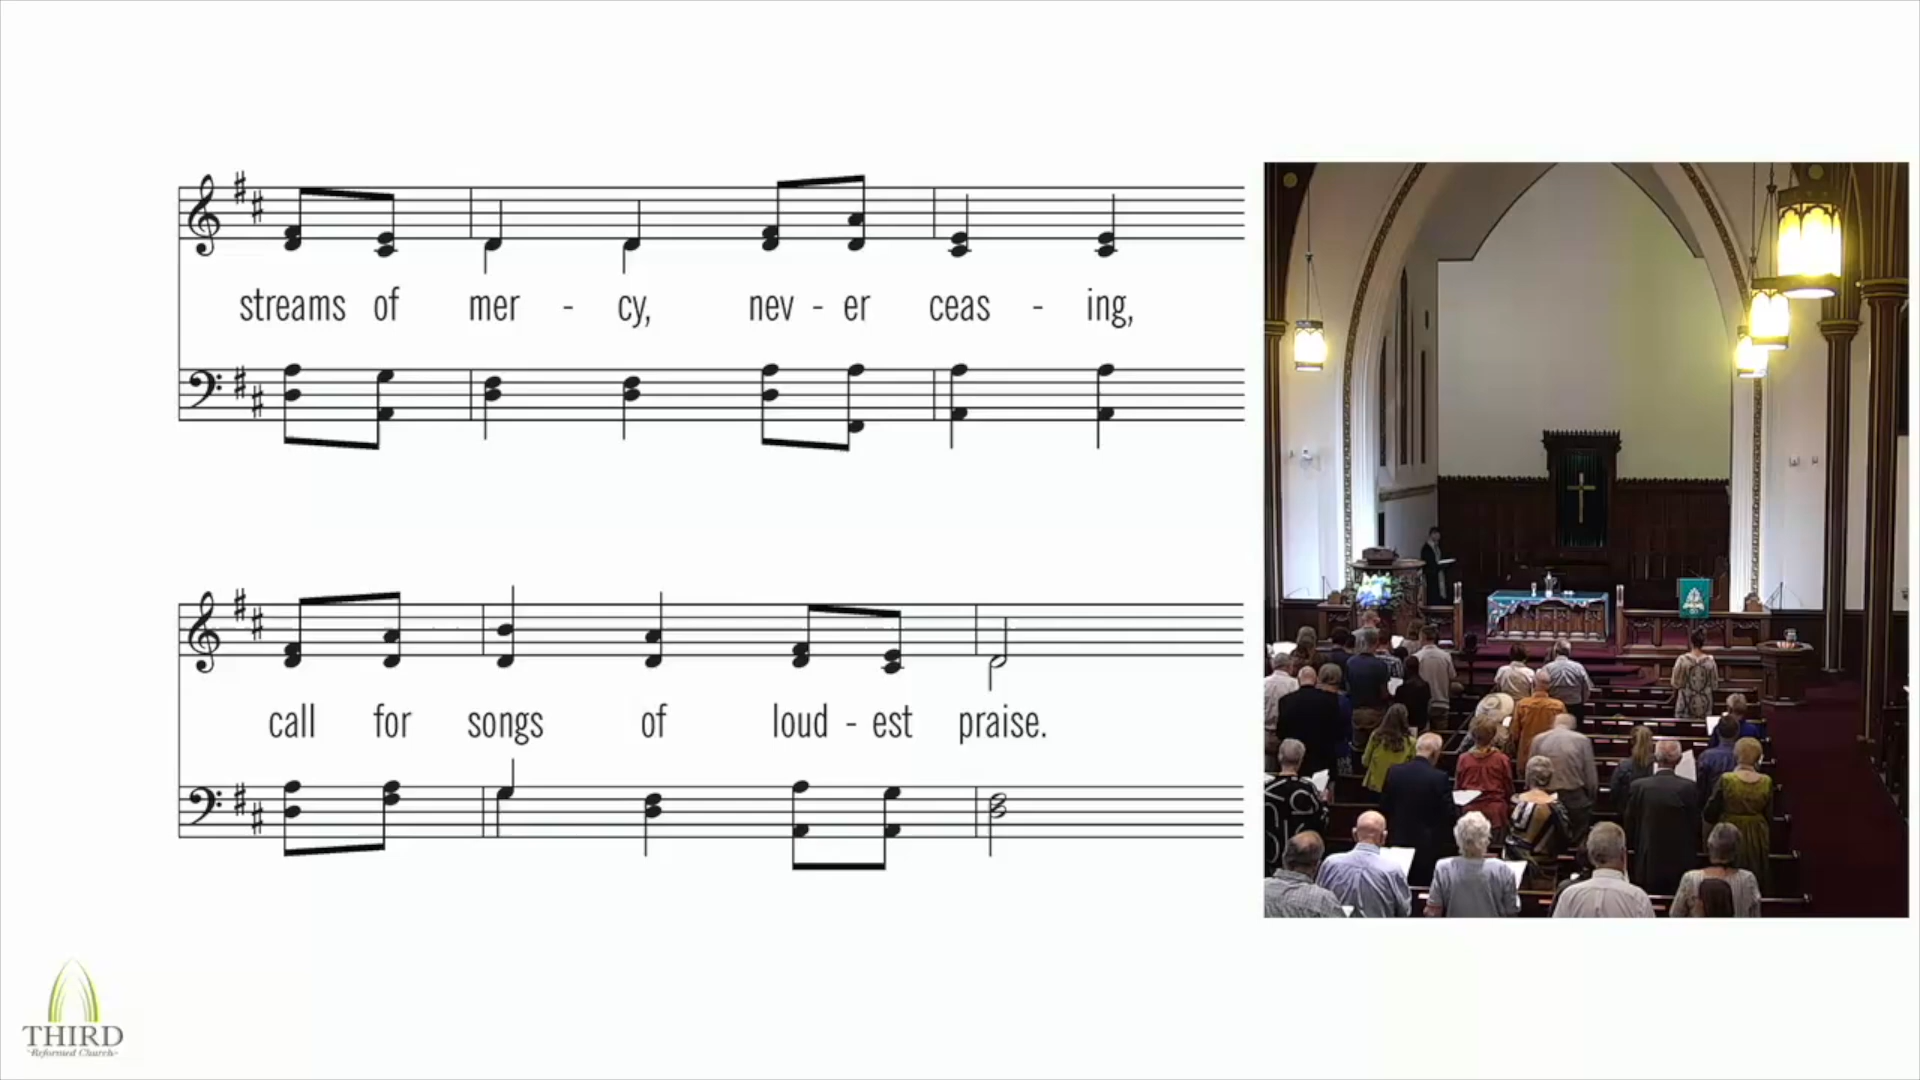 streams of mer - cy, nev - er ceas - ing,
call for songs of loud - est praise.
THIRD
Reformed Church